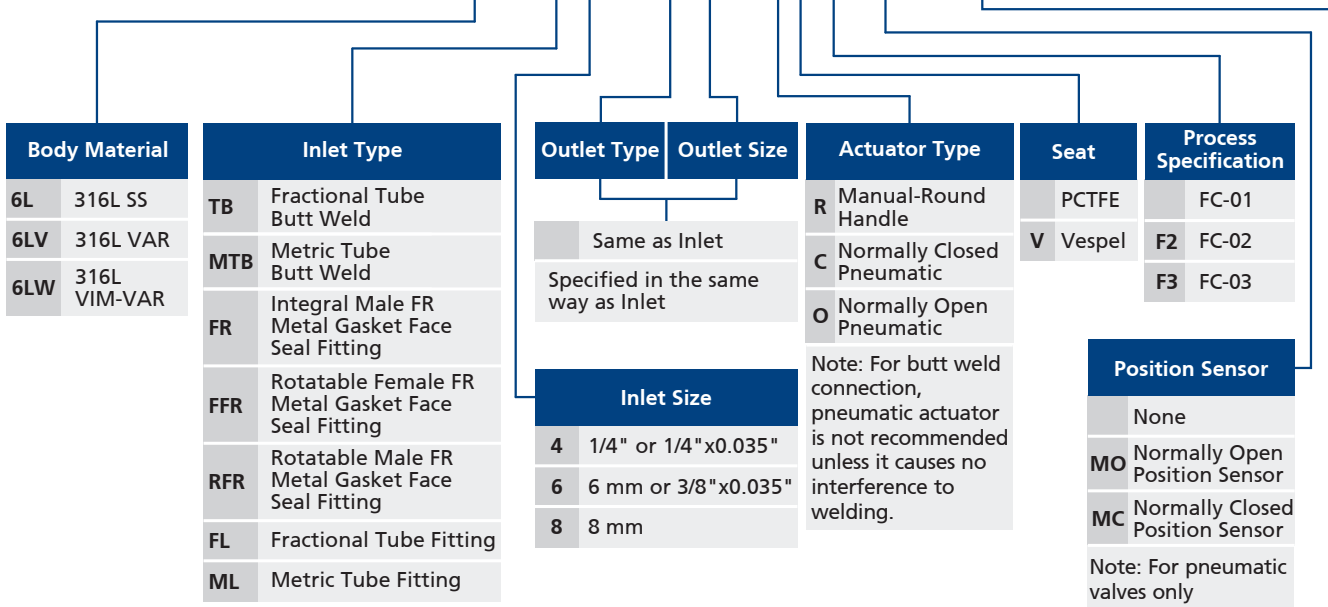 Body Material
6L 316L SS
6LV 316L VAR
6LW 316L
VIM-VAR
Inlet Type
TB Fractional Tube
Butt Weld
MTB Metric Tube
Butt Weld
FR Integral Male FR
Metal Gasket Face
Seal Fitting
FFR Rotatable Female FR
Metal Gasket Face
Seal Fitting
RFR Rotatable Male FR
Metal Gasket Face
Seal Fitting
FL Fractional Tube Fitting
ML Metric Tube Fitting
Outlet Type Outlet Size
Same as Inlet
Specified in the same
way as Inlet
Inlet Size
4 1/4" or 1/4"x0.035"
6 6 mm or 3/8"x0.035"
8 8 mm
Actuator Type
R Manual-Round
Handle
C Normally Closed
Pneumatic
O Normally Open
Pneumatic
Note: For butt weld
connection,
pneumatic actuator
is not recommended
unless it causes no
interference to
welding.
Seat
PCTFE
V Vespel
Process
Specification
FC-01
F2 FC-02
F3 FC-03
Position Sensor
None
MO Normally Open
Position Sensor
MC Normally Closed
Position Sensor
Note: For pneumatic
valves only